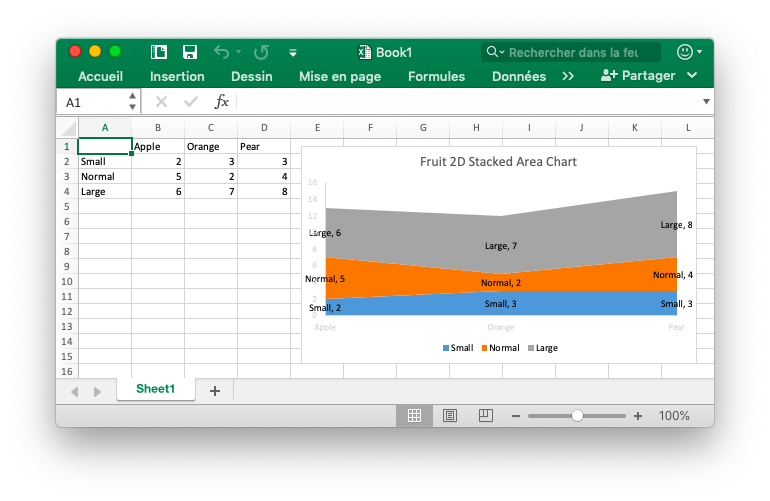 Book1
Rechercher dans la feu
Accueil Insertion Dessin Mise en page Formules Données >> Partager
A1 fx
A B C D E F G H I J K L
1 Apple Orange Pear
2 Small 2 3 3
3 Normal 5 2 4
4 Large 6 7 8
5
6
7
8
9
10
11
12
13
14
15
16
Fruit 2D Stacked Area Chart
16
14
12
Large, 6
Large, 7
Large, 8
8
6
Normal, 5
Normal, 2
Normal, 4
2
Small, 2
Small, 3
Small, 3
0
Apple Orange Pear
Small Normal Large
Sheet1 +
− + 100%